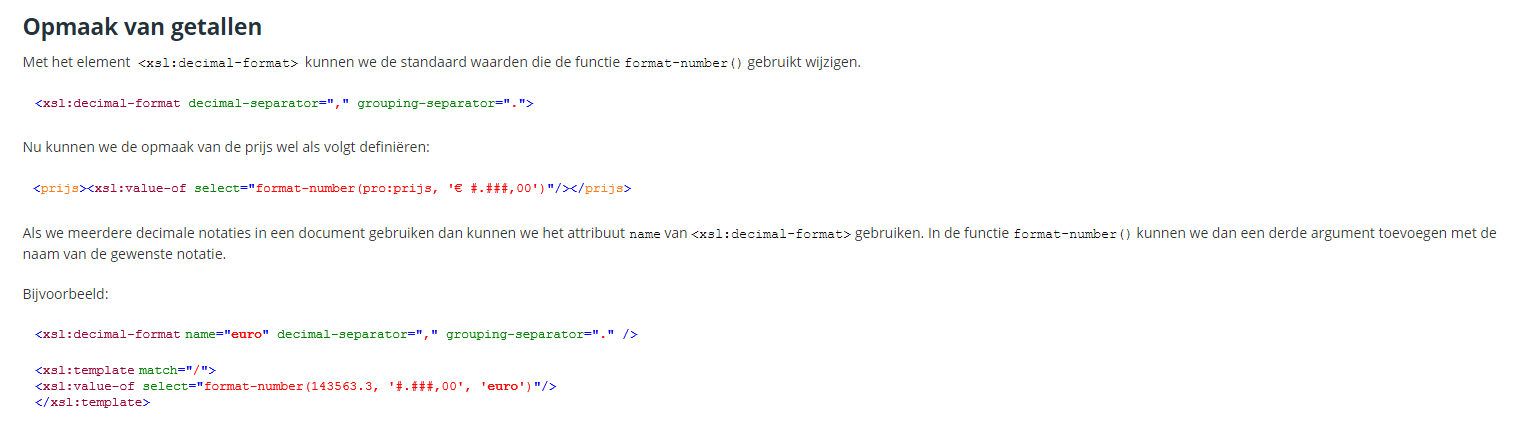 Opmaak van getallen
Met het element <xsl:decimal-format> kunnen we de standaard waarden die de functie format-number() gebruikt wijzigen.
<xsl:decimal-format decimal-separator="," grouping-separator=".">
Nu kunnen we de opmaak van de prijs wel als volgt definiëren:
<prijs><xsl:value-of select="format-number(pro:prijs, '€ #.###,00')"/></prijs>
Als we meerdere decimale notaties in een document gebruiken dan kunnen we het attribuut name van <xsl:decimal-format> gebruiken. In de functie format-number() kunnen we dan een derde argument toevoegen met de
naam van de gewenste notatie.
Bijvoorbeeld:
<xsl:decimal-format name="euro" decimal-separator="," grouping-separator="." />
<xsl:template match="/">
<xsl:value-of select="format-number(143563.3, '#.###,00', 'euro')"/>
</xsl:template>